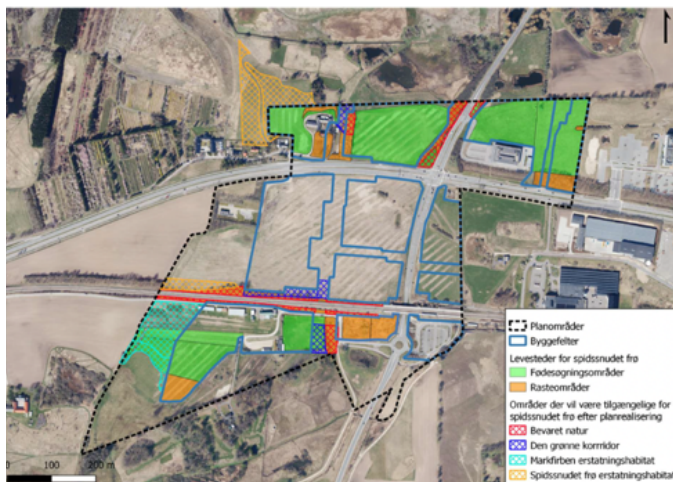 Planområder
Byggefelter
Levesteder for spidssnudet frø
Fødesøgningsområder
Rasteområder
Områder der vil være tilgængelige for
spidssnudet frø efter planrealisering
Bevaret natur
Den grønne korrridor
Markfirben erstatningshabitat
Spidssnudet frø erstatningshabitat
0 100 200 m